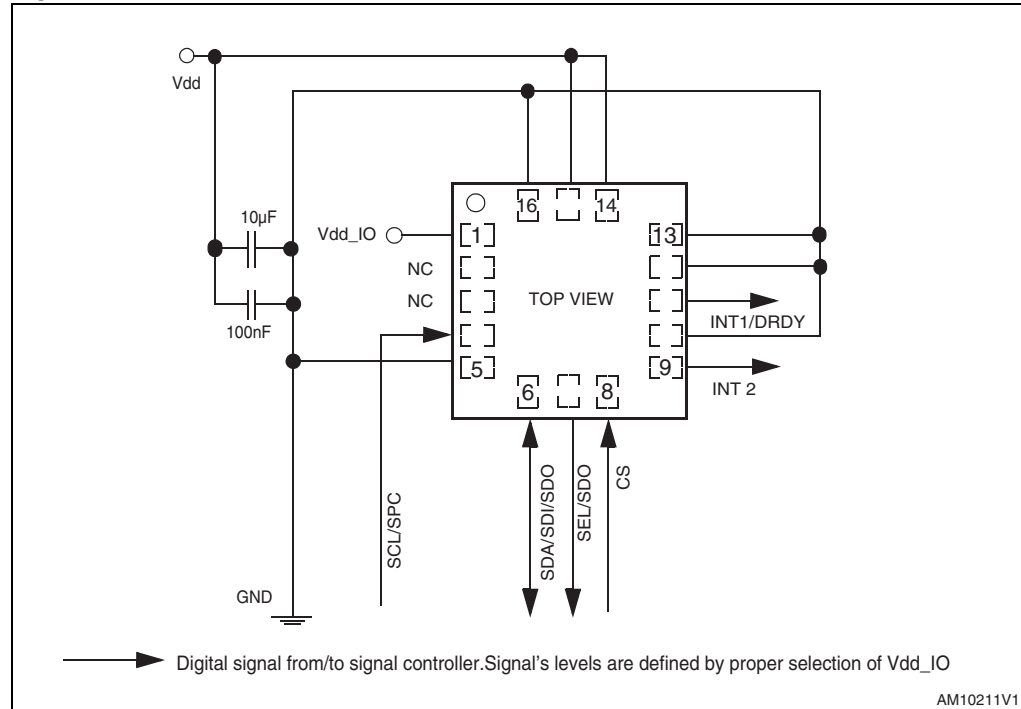 Vdd
16
14
10µF
Vdd_IO
1
13
NC
NC
TOP VIEW
INT1/DRDY
100nF
5
9
INT 2
6
8
SCL/SPC
SDA/SDI/SDO
SEL/SDO
CS
GND
Digital signal from/to signal controller.Signal's levels are defined by proper selection of Vdd_IO
AM10211V1